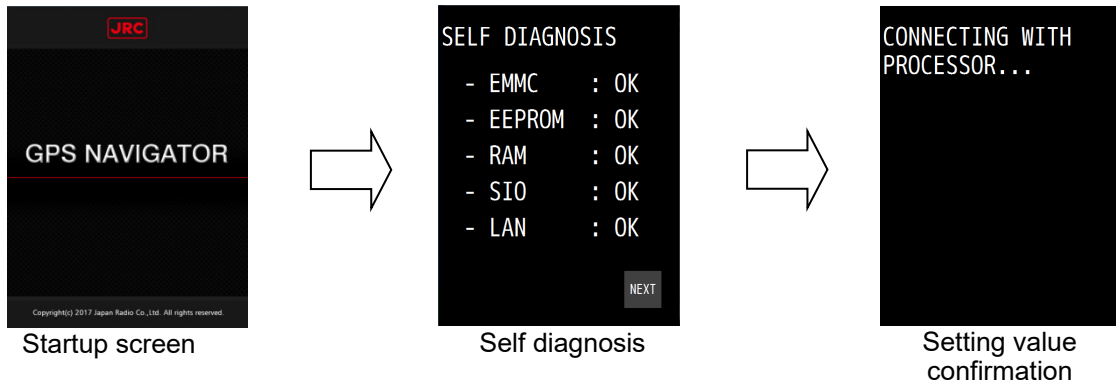 JRC
GPS NAVIGATOR
Copyright(c) 2017 Japan Radio Co.,Ltd. All rights reserved.
Startup screen
SELF DIAGNOSIS
- EMMC : OK
- EEPROM : OK
- RAM : OK
- SIO : OK
- LAN : OK
NEXT
Self diagnosis
CONNECTING WITH
PROCESSOR...
Setting value
confirmation